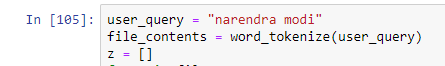 In [105]: user_query = "narendra modi"
file_contents = word_tokenize(user_query)
z = []